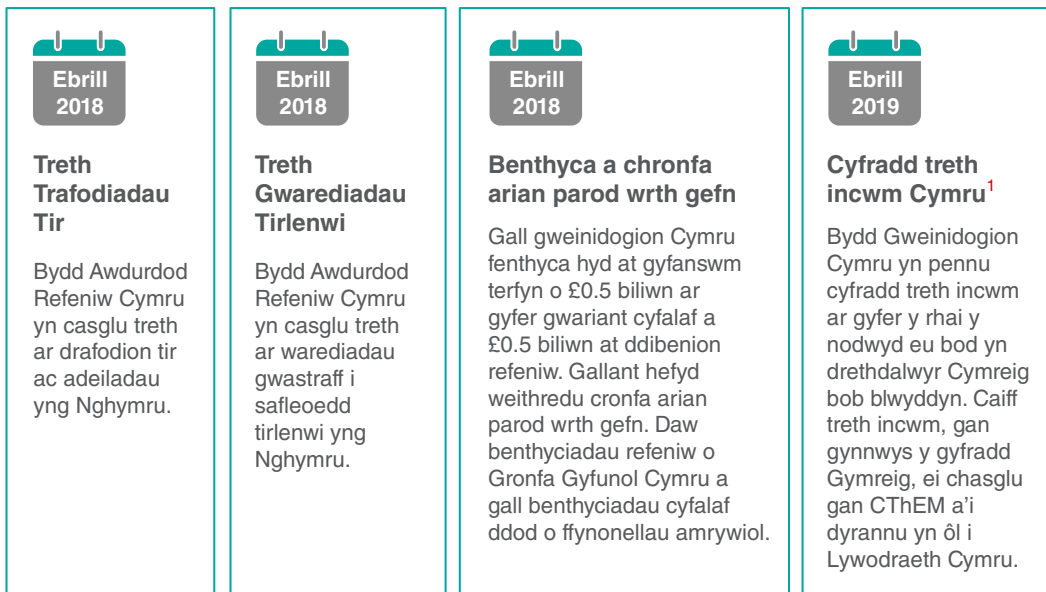 Ebrill
2018
Treth
Trafodiadau
Tir
Bydd Awdurdod
Refeniw Cymru
yn casglu treth
ar drafodion tir
ac adeiladau
yng Nghymru.
Ebrill
2018
Treth
Gwarediadau
Tirlenwi
Bydd Awdurdod
Refeniw Cymru
yn casglu treth
ar warediadau
gwastraff i
safleoedd
tirlenwi yng
Nghymru.
Ebrill
2018
Benthyca a chronfa
arian parod wrth gefn
Gall gweinidogion Cymru
fenthyca hyd at gyfanswm
terfyn o £0.5 biliwn ar
gyfer gwariant cyfalaf a
£0.5 biliwn at ddibenion
refeniw. Gallant hefyd
weithredu cronfa arian
parod wrth gefn. Daw
benthyciadau refeniw o
Gronfa Gyfunol Cymru a
gall benthyciadau cyfalaf
ddod o ffynonellau amrywiol.
Ebrill
2019
Cyfradd treth
incwm Cymru1
Bydd Gweinidogion
Cymru yn pennu
cyfradd treth incwm
ar gyfer y rhai y
nodwyd eu bod yn
drethdalwyr Cymreig
bob blwyddyn. Caiff
treth incwm, gan
gynnwys y gyfradd
Gymreig, ei chasglu
gan CThEM a'i
dyrannu yn ôl i
Lywodraeth Cymru.